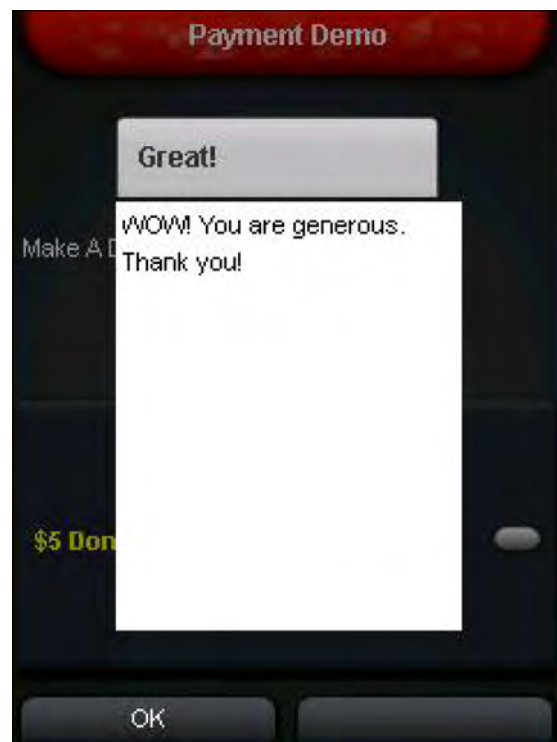 Payment Demo
Great!
WOW! You are generous.
Thank you!
Make A D
$5 Don
OK